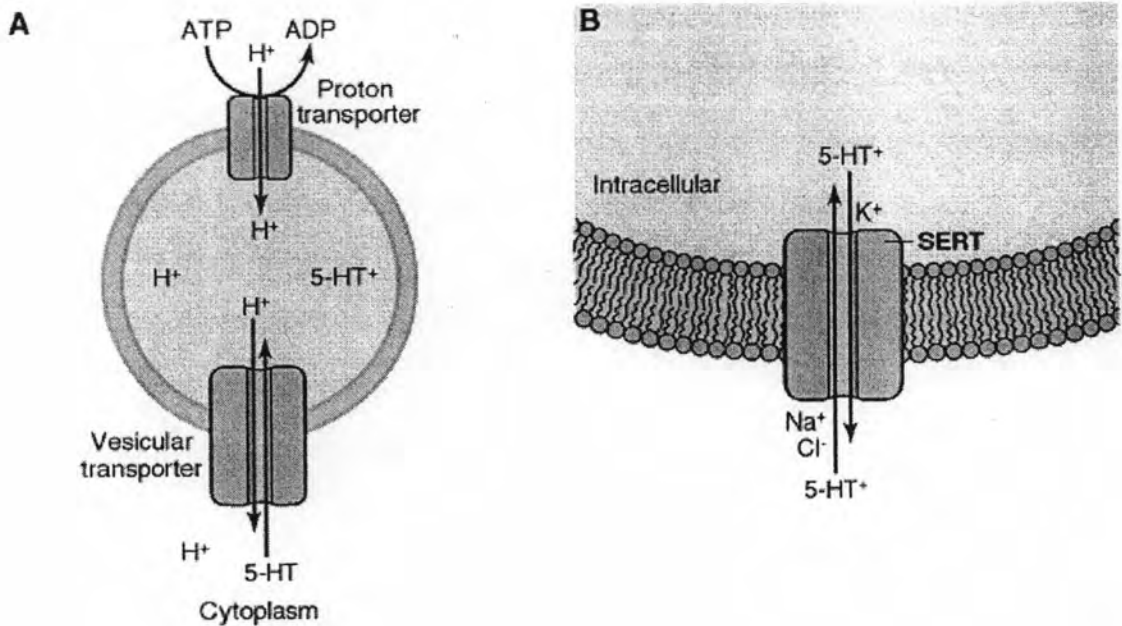 A
ATP
ADP
H⁺
Proton
transporter
H⁺
H⁺
5-HT⁺
H⁺
Vesicular
transporter
H⁺
5-HT
Cytoplasm
B
5-HT⁺
Intracellular
K⁺
SERT
Na⁺
Cl⁻
5-HT⁺